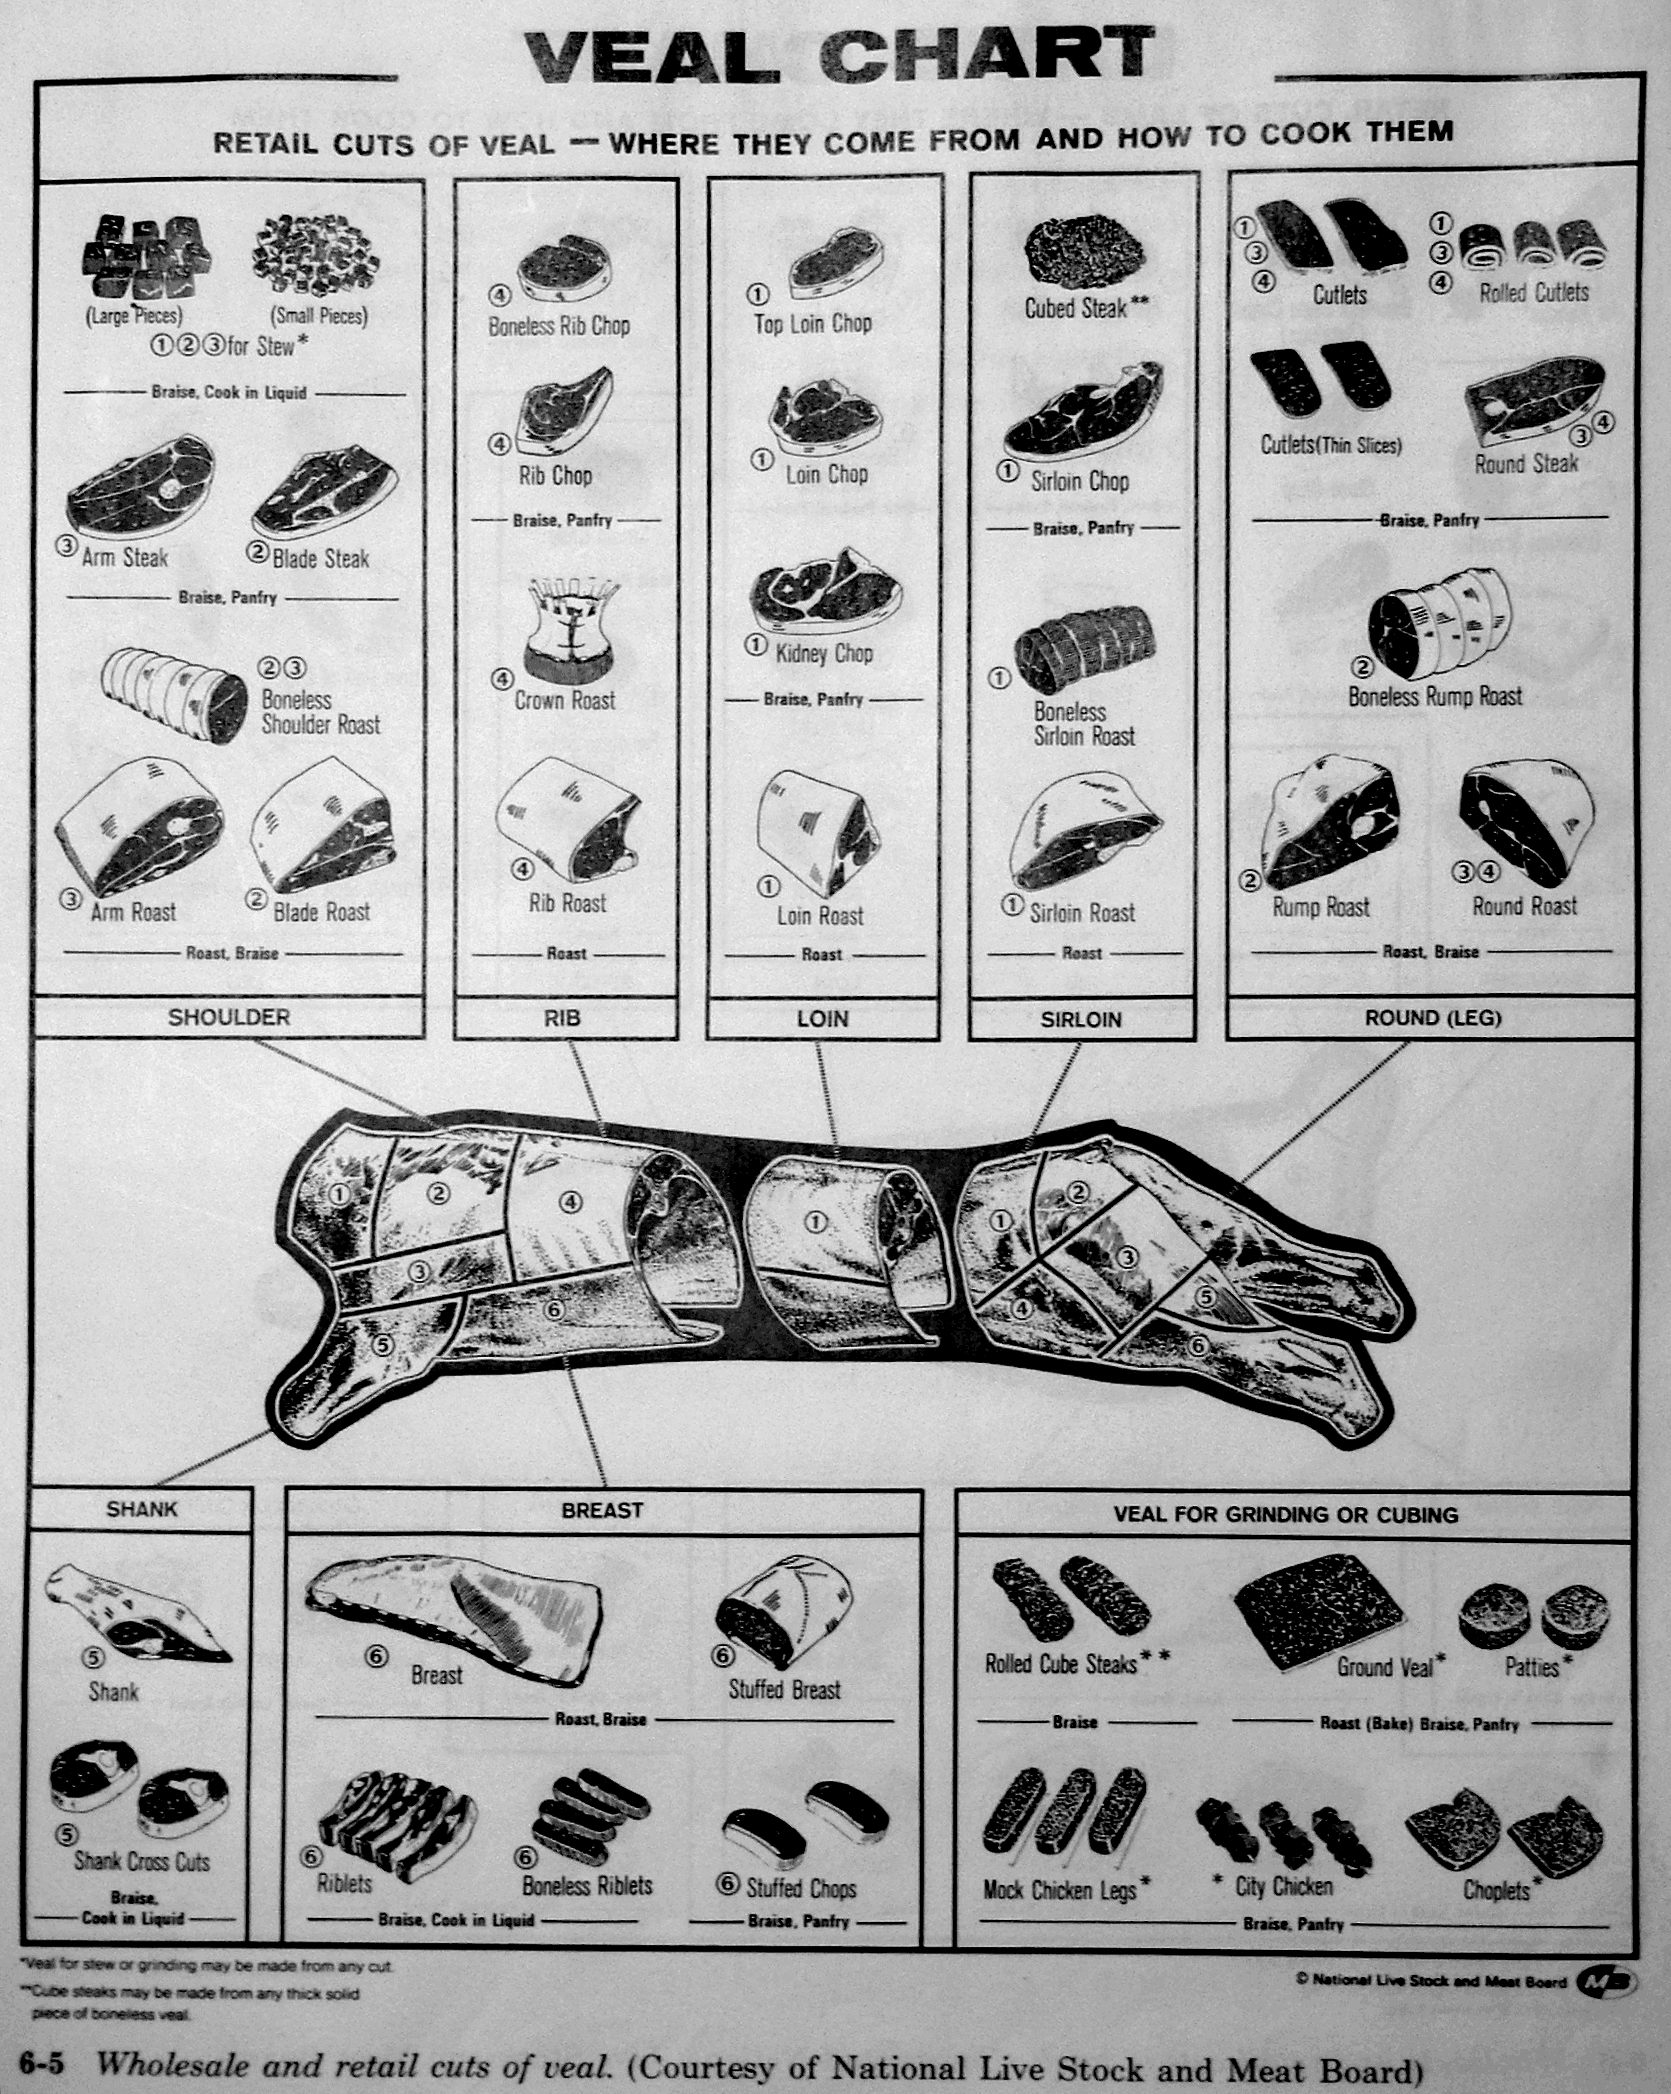 VEAL CHART
RETAIL CUTS OF VEAL — WHERE THEY COME FROM AND HOW TO COOK THEM
(Large Pieces)
(Small Pieces)
①②③for Stew*
Braise, Cook in Liquid
③ Arm Steak
② Blade Steak
Braise, Panfry
②③
Boneless
Shoulder Roast
③ Arm Roast
② Blade Roast
Roast, Braise
SHOULDER
④
Boneless Rib Chop
④
Rib Chop
Braise, Panfry
④
Crown Roast
④
Rib Roast
Roast
RIB
①
Top Loin Chop
①
Loin Chop
①
Kidney Chop
Braise, Panfry
①
Loin Roast
Roast
LOIN
Cubed Steak**
① Sirloin Chop
Braise, Panfry
①
Boneless
Sirloin Roast
① Sirloin Roast
Roast
SIRLOIN
①
③
④
Cutlets
①
③
④
Rolled Cutlets
Cutlets(Thin Slices)
③④
Round Steak
Braise, Panfry
②
Boneless Rump Roast
②
Rump Roast
③④
Round Roast
Roast, Braise
ROUND (LEG)
① ② ④ ③ ⑤ ⑥
①
① ② ③ ④ ⑤ ⑥
SHANK
⑤
Shank
⑤
Shank Cross Cuts
Braise,
Cook in Liquid
BREAST
⑥
Breast
⑥
Stuffed Breast
Roast, Braise
⑥
Riblets
⑥
Boneless Riblets
Braise, Cook in Liquid
⑥ Stuffed Chops
Braise, Panfry
VEAL FOR GRINDING OR CUBING
Rolled Cube Steaks**
Braise
Ground Veal*
Patties*
Roast (Bake) Braise, Panfry
Mock Chicken Legs*
* City Chicken
Choplets*
Braise, Panfry
*Veal for stew or grinding may be made from any cut.
**Cube steaks may be made from any thick solid
piece of boneless veal.
© National Live Stock and Meat Board MB
6-5 Wholesale and retail cuts of veal. (Courtesy of National Live Stock and Meat Board)